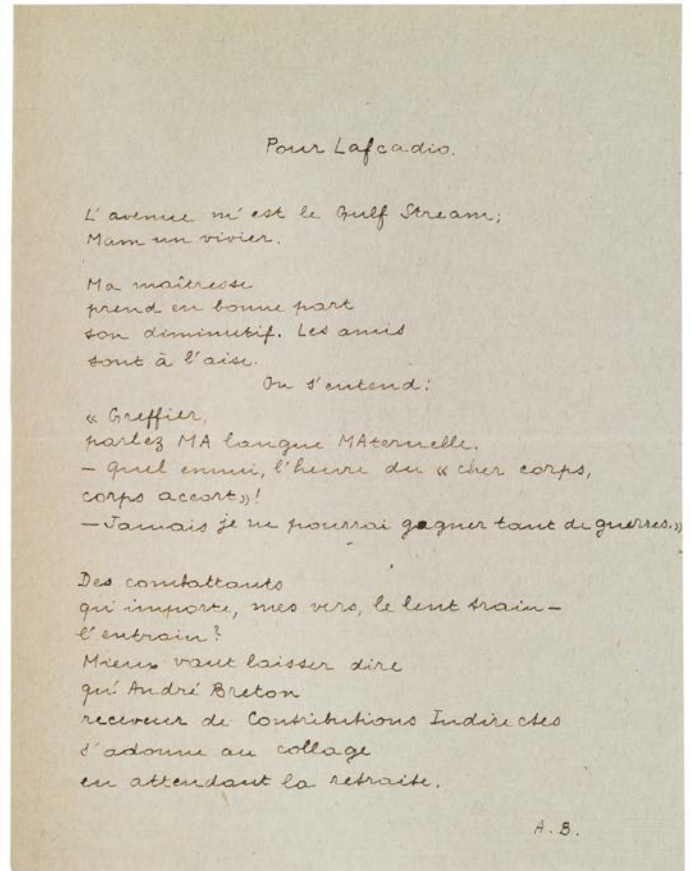 Pour Lafcadio.
L'avenue m'est le Gulf Stream;
Mam un vivier.
Ma maîtresse
prend en bonne part
son diminutif. Les amis
sont à l'aise.
On s'entend:
« Greffier,
parlez MA langue MAternelle.
— Quel ennui, l'heure du « cher corps,
corps accort »!
— Jamais je ne pourrai gagner tant de guerres.»
Des combattants
qu'importe, mes vers, le lent train —
l'entrain?
Mieux vaut laisser dire
qu'André Breton
receveur de Contributions Indirectes
s'adonne au collage
en attendant la retraite.
A. B.